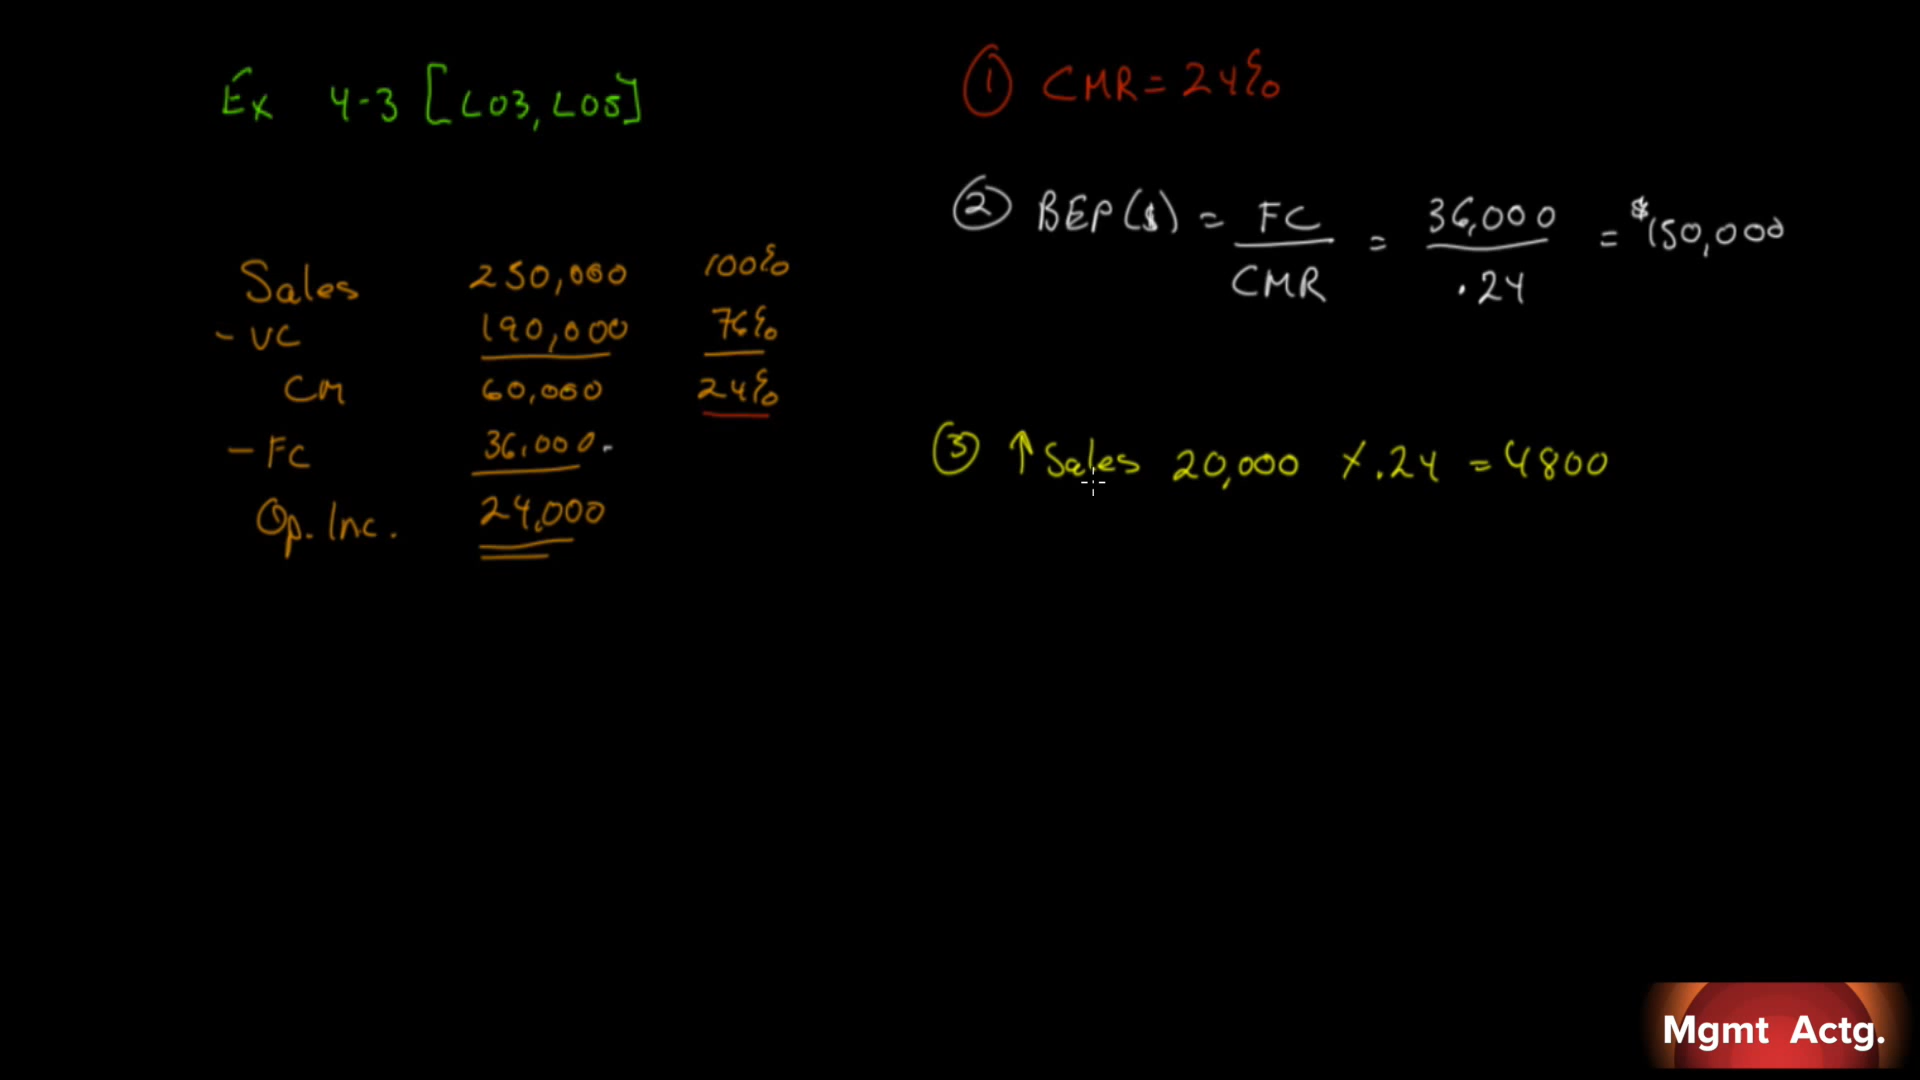 Ex 4-3 [LO3, LO5]
Sales 250,000 100%
- VC 190,000 76%
CM 60,000 24%
- FC 36,000
Op. Inc. 24,000
① CMR = 24%
② BEP($) = FC / CMR = 36,000 / .24 = $150,000
③ ↑ Sales 20,000 x .24 = 4800
Mgmt Actg.